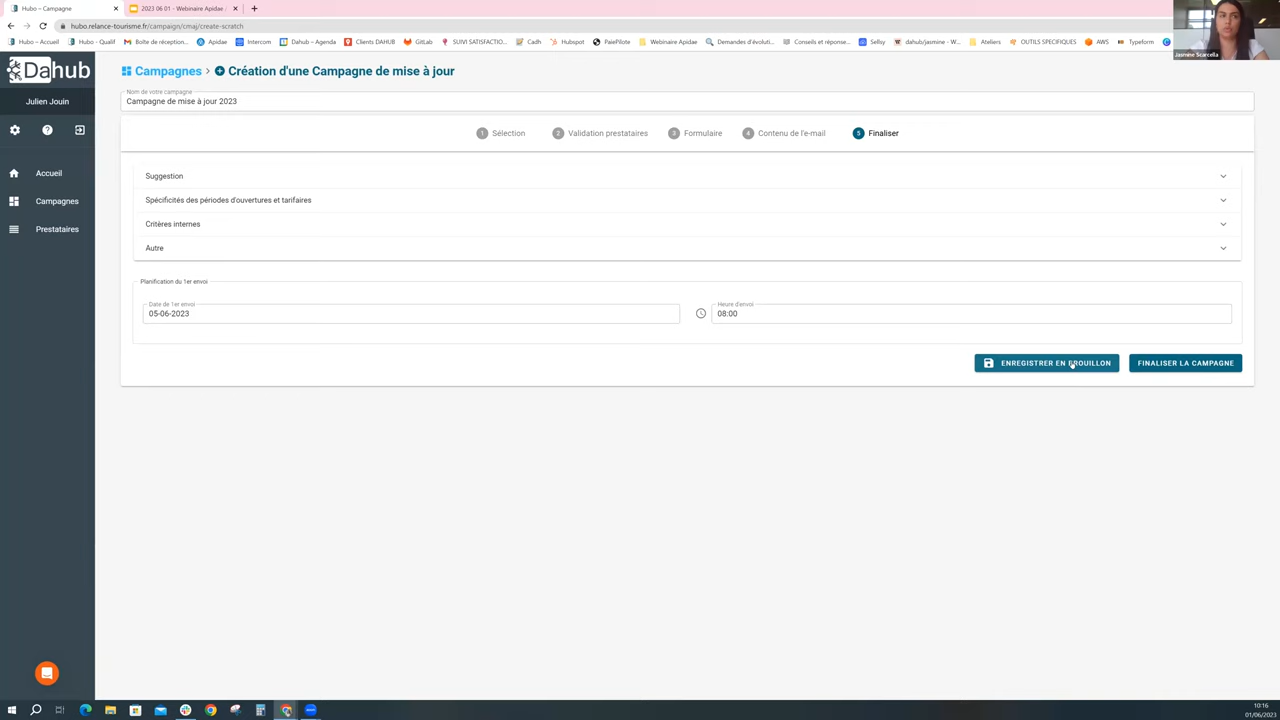 Hubo – Campagne
2023 06 01 - Webinaire Apidae /
hubo.relance-tourisme.fr/campaign/cmaj/create-scratch
Hubo – Accueil
Hubo - Qualif
Boîte de réception...
Apidae
Intercom
Dahub – Agenda
Clients DAHUB
GitLab
SUIVI SATISFACTIO...
Cadh
Hubspot
PaiePilote
Webinaire Apidae
Demandes d'évoluti...
Conseils et réponse...
Sellsy
dahub/jasmine - W...
Ateliers
OUTILS SPECIFIQUES
AWS
Typeform
Jasmine Scarcella
Dahub
Campagnes > Création d'une Campagne de mise à jour
Julien Jouin
Nom de votre campagne
Campagne de mise à jour 2023
1 Sélection
2 Validation prestataires
3 Formulaire
4 Contenu de l'e-mail
5 Finaliser
Accueil
Campagnes
Prestataires
Suggestion
Spécificités des périodes d'ouvertures et tarifaires
Critères internes
Autre
Planification du 1er envoi
Date de 1er envoi
05-06-2023
Heure d'envoi
08:00
ENREGISTRER EN BROUILLON
FINALISER LA CAMPAGNE
10:16
01/06/2023